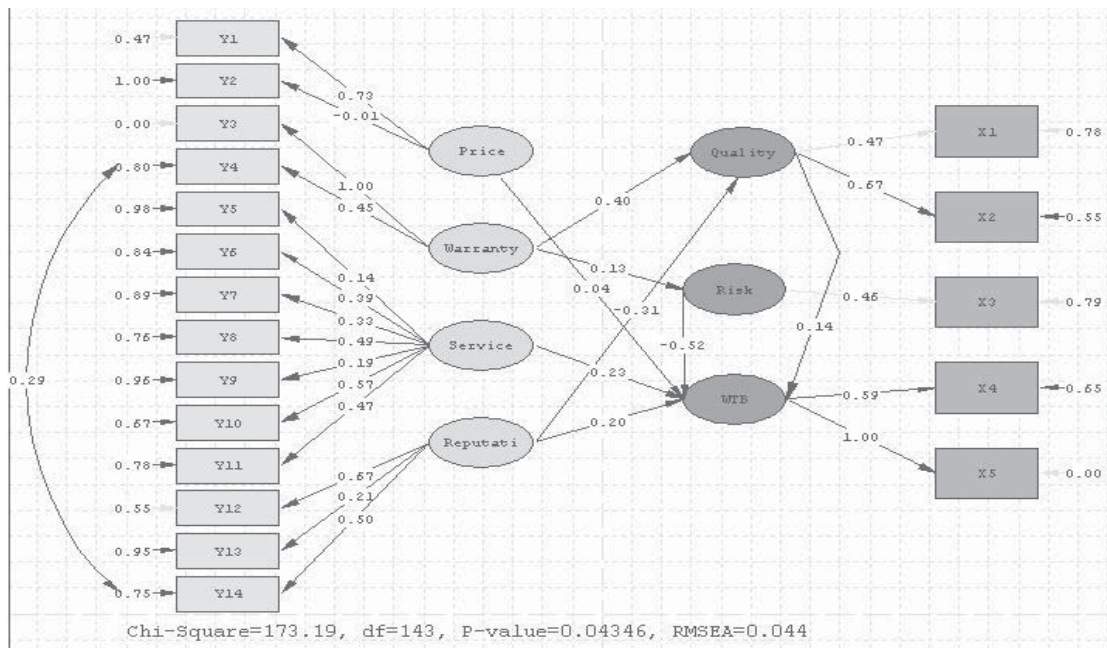 0.47 Y1
1.00 Y2
0.73
-0.01
0.00 Y3
Price
Quality
0.47
X1 0.78
0.80 Y4
1.00
0.45
0.67
X2 0.55
0.98 Y5
0.40
0.84 Y6
Warranty
0.13
0.14
0.04
Risk
0.45
X3 0.79
0.89 Y7
0.39
0.33
-0.31
0.14
0.76 Y8
0.49
Service
-0.52
0.29
0.96 Y9
0.19
0.23
WTB
0.59
X4 0.65
0.57
0.47
0.20
0.67 Y10
Reputati
1.00
0.78 Y11
X5 0.00
0.67
0.21
0.50
0.55 Y12
0.95 Y13
0.75 Y14
Chi-Square=173.19, df=143, P-value=0.04346, RMSEA=0.044